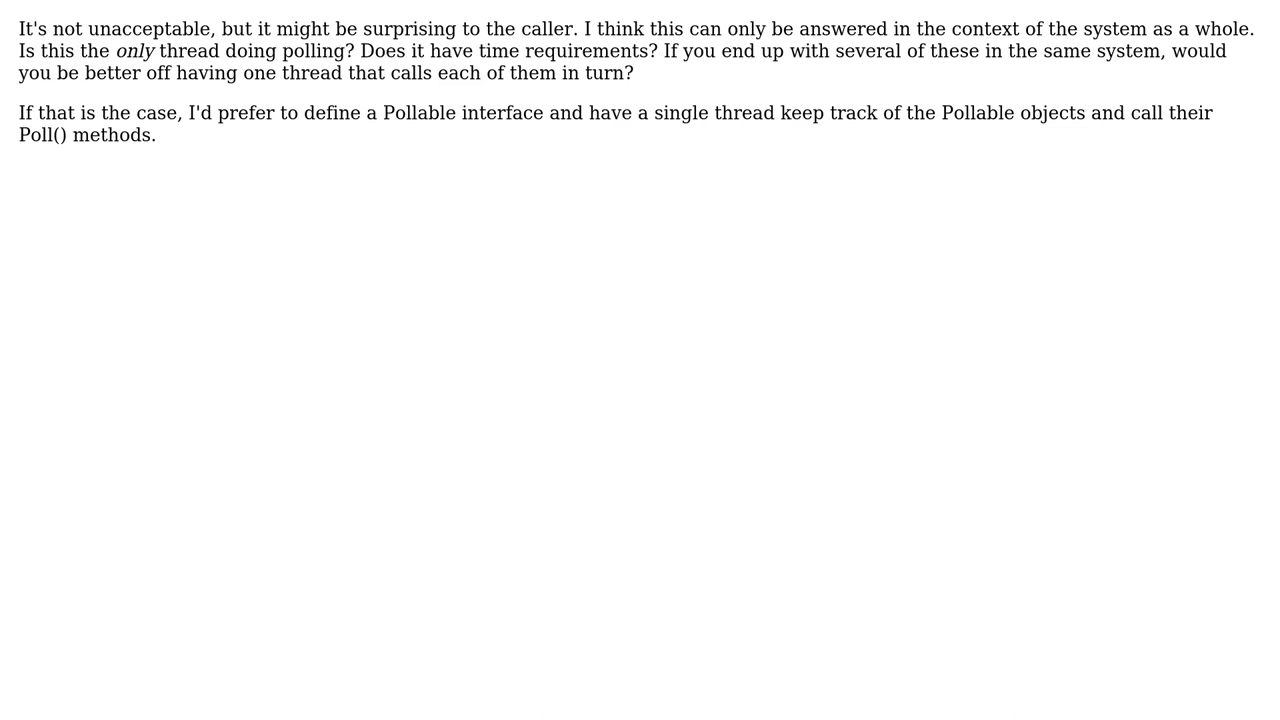 It's not unacceptable, but it might be surprising to the caller. I think this can only be answered in the context of the system as a whole.
Is this the only thread doing polling? Does it have time requirements? If you end up with several of these in the same system, would
you be better off having one thread that calls each of them in turn?
If that is the case, I'd prefer to define a Pollable interface and have a single thread keep track of the Pollable objects and call their
Poll() methods.